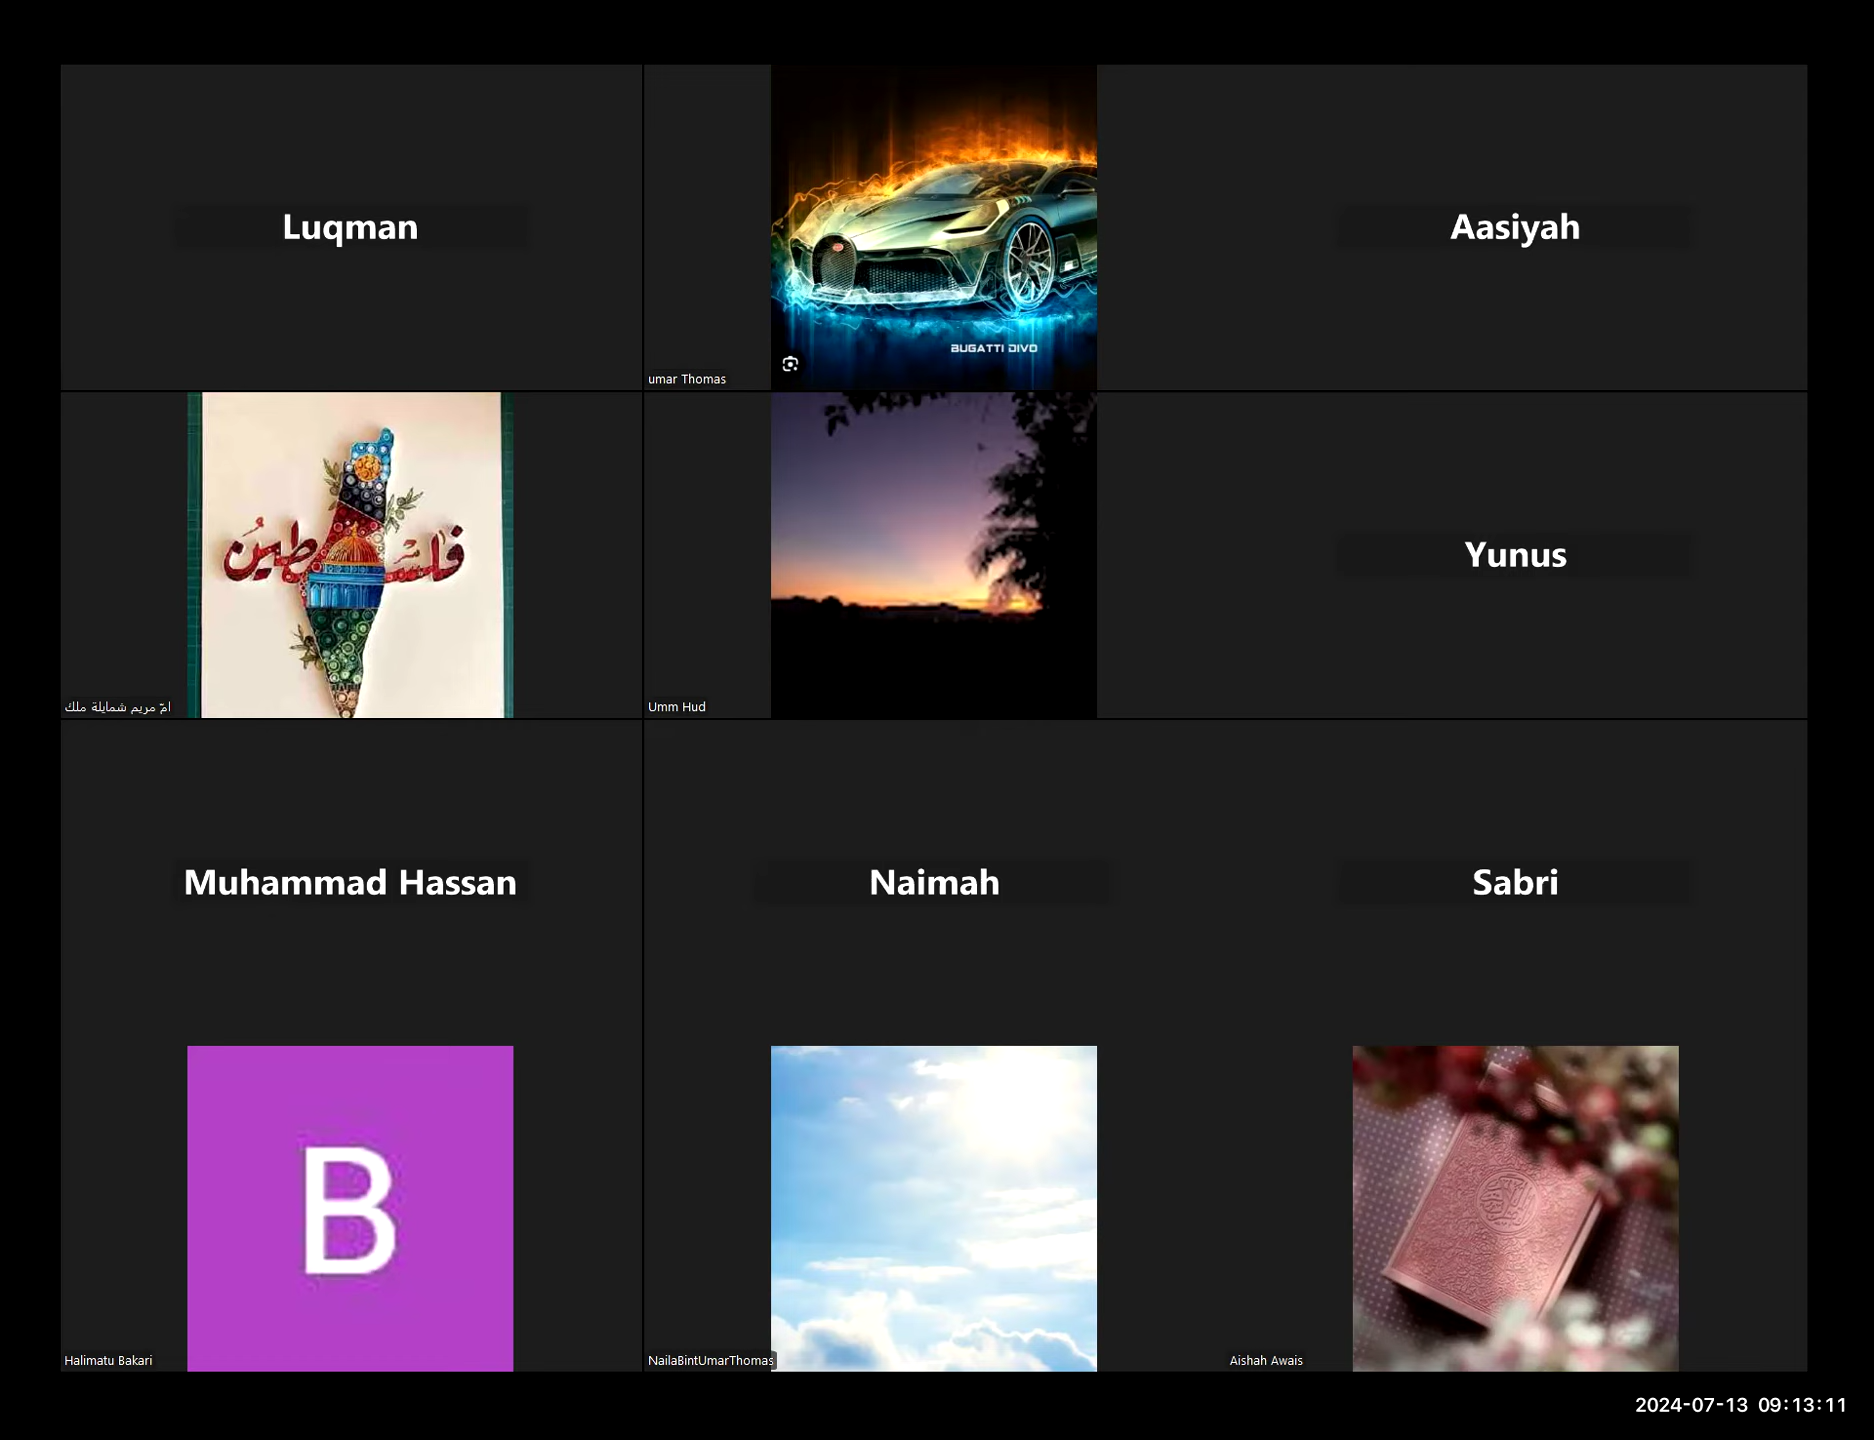 Luqman
BUGATTI DIVO
umar Thomas
Aasiyah
فلسطين
امّ مريم شمايلة ملك
Umm Hud
Yunus
Muhammad Hassan
Naimah
Sabri
B
Halimatu Bakari
NailaBintUmarThomas
Aishah Awais
2024-07-13 09:13:11